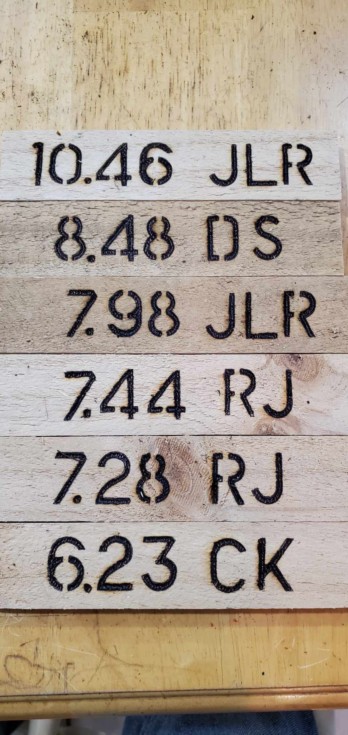 10.46 JLR
8.48 DS
7.98 JLR
7.44 RJ
7.28 RJ
6.23 CK